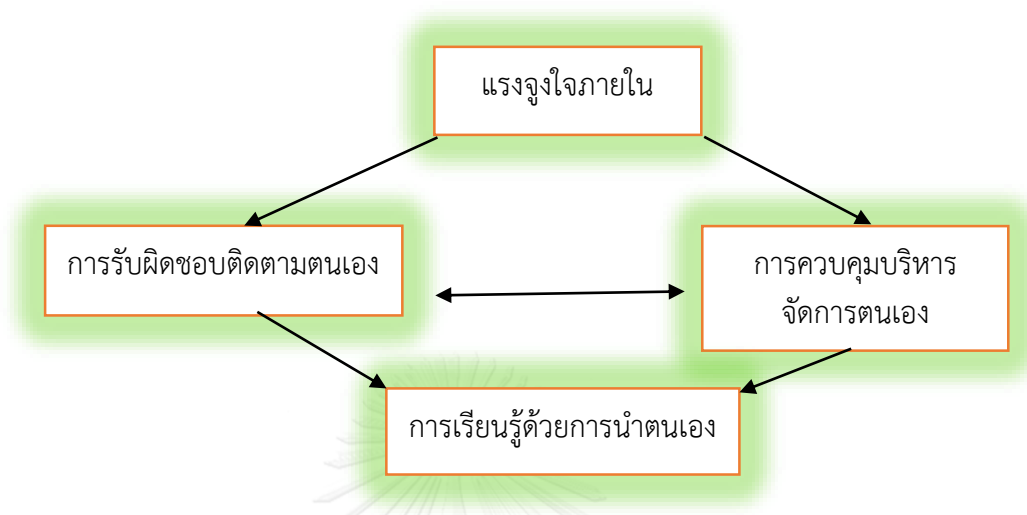 แรงจูงใจภายใน
การรับผิดชอบติดตามตนเอง
การควบคุมบริหาร
จัดการตนเอง
การเรียนรู้ด้วยการนำตนเอง